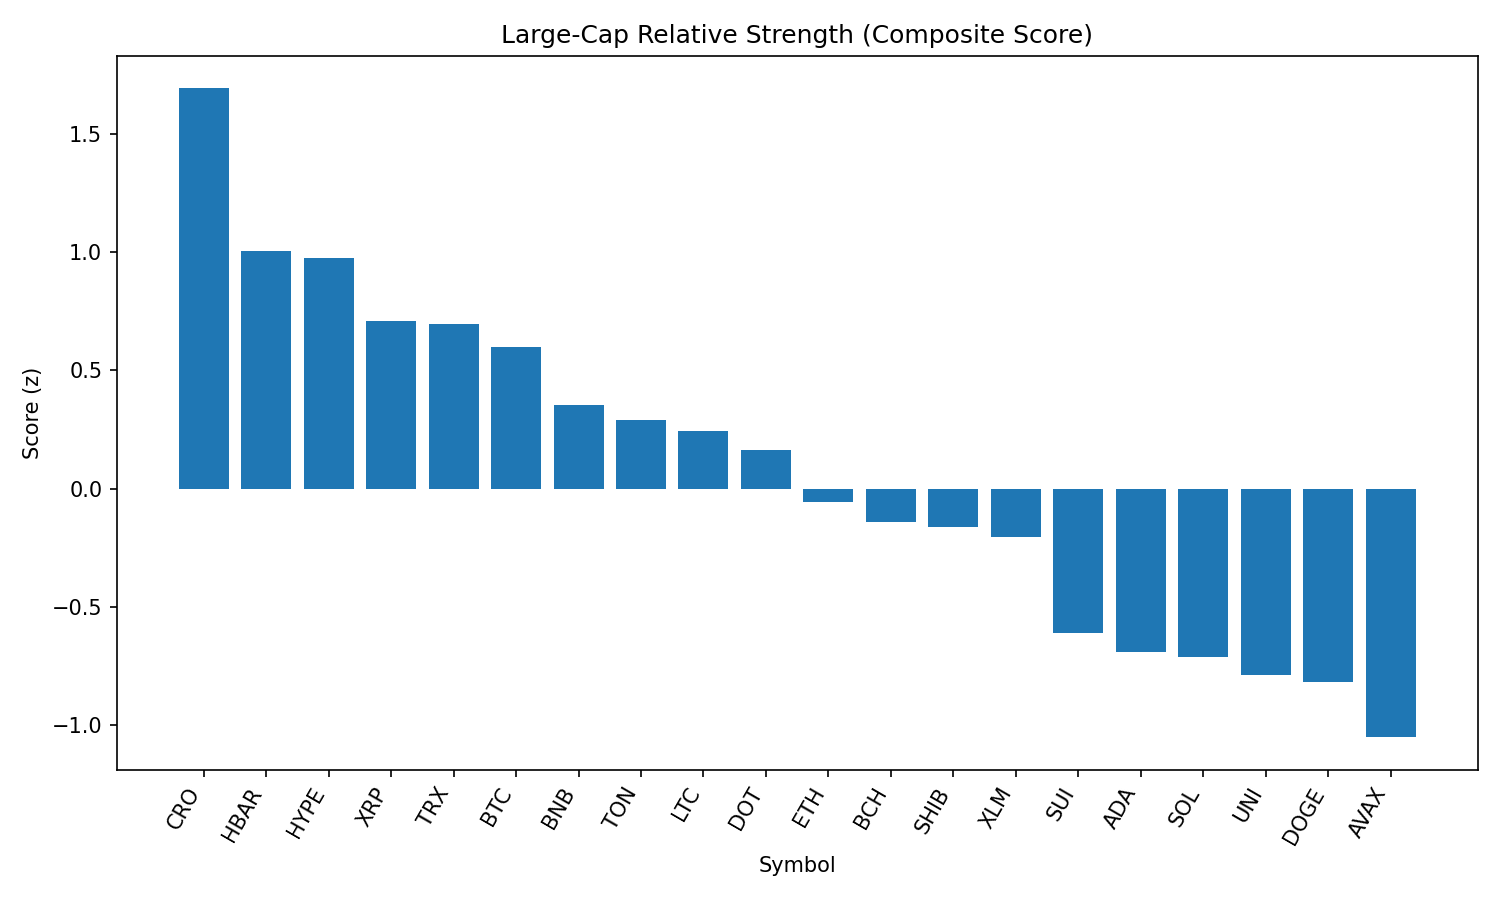 Large-Cap Relative Strength (Composite Score)
Score (z)
1.5
1.0
0.5
0.0
−0.5
−1.0
CRO
HBAR
HYPE
XRP
TRX
BTC
BNB
TON
LTC
DOT
ETH
BCH
SHIB
XLM
SUI
ADA
SOL
UNI
DOGE
AVAX
Symbol